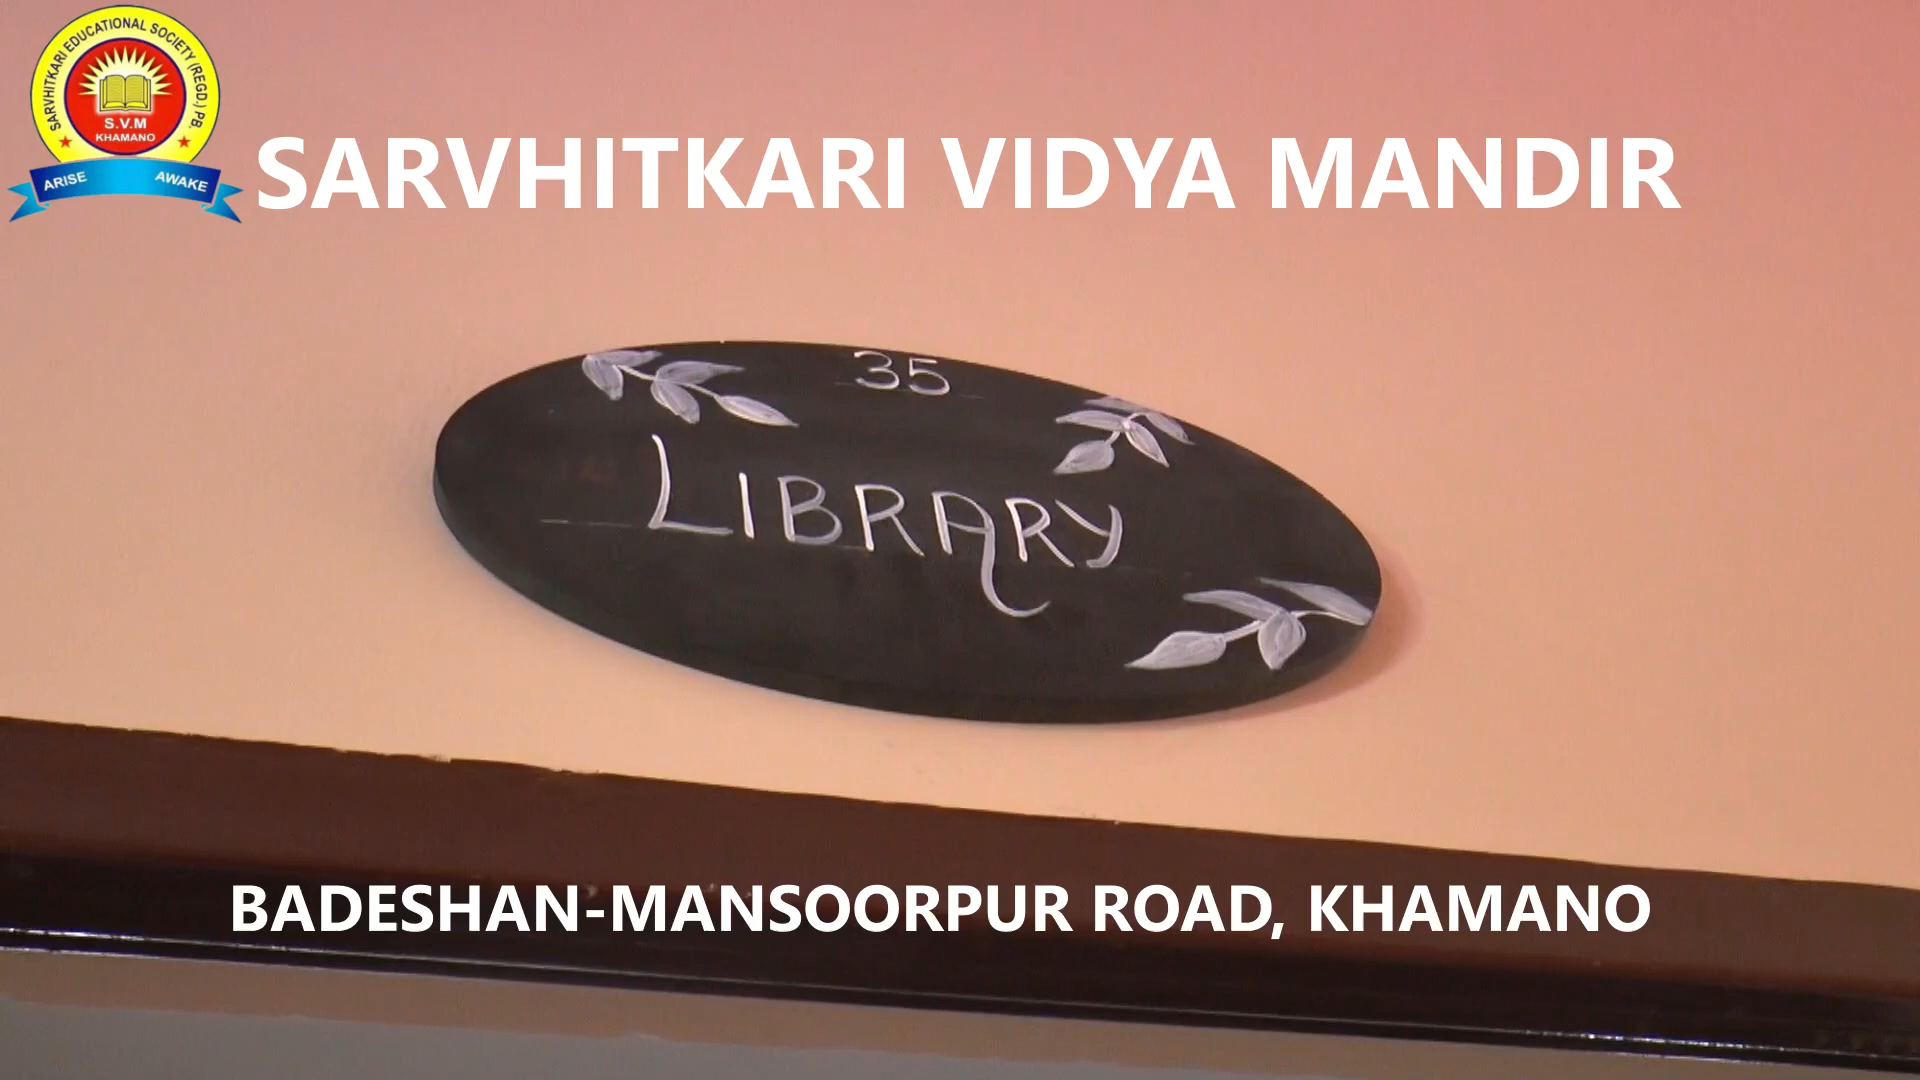 SARVHITKARI EDUCATIONAL SOCIETY (REGD.) PB.
S.V.M
KHAMANO
ARISE AWAKE
SARVHITKARI VIDYA MANDIR
35
LIBRARY
BADESHAN-MANSOORPUR ROAD, KHAMANO